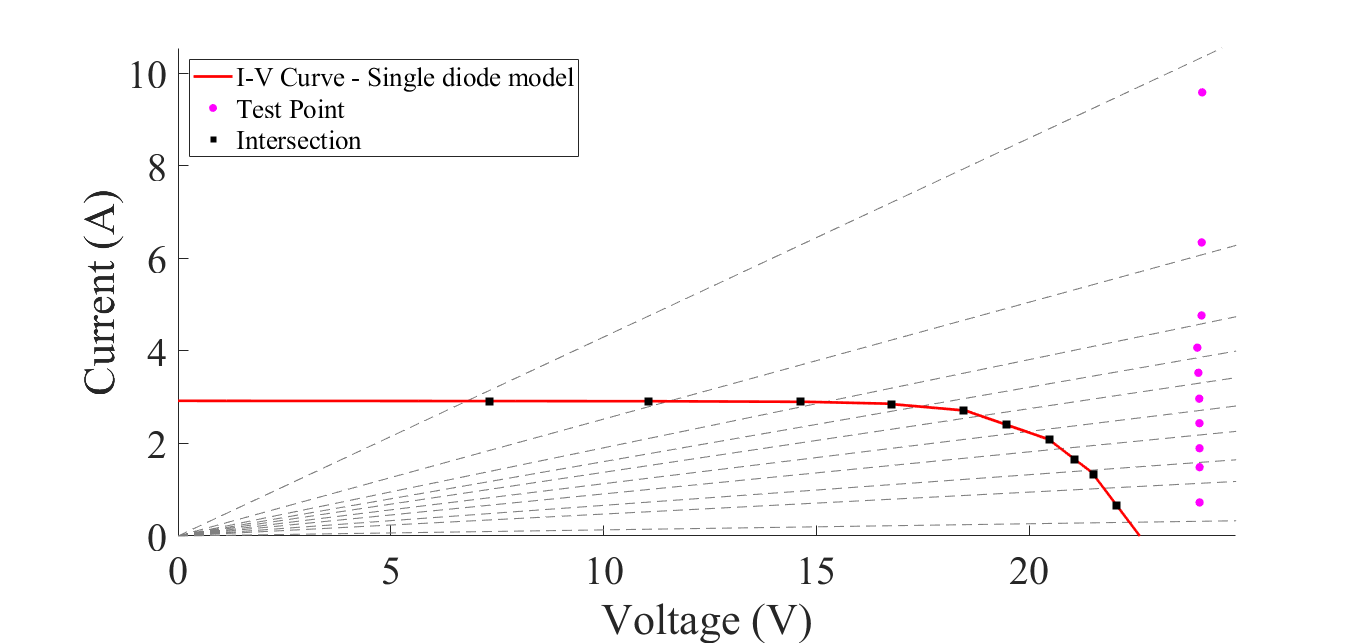 10
8
6
4
2
0
Current (A)
I-V Curve - Single diode model
Test Point
Intersection
0 5 10 15 20
Voltage (V)